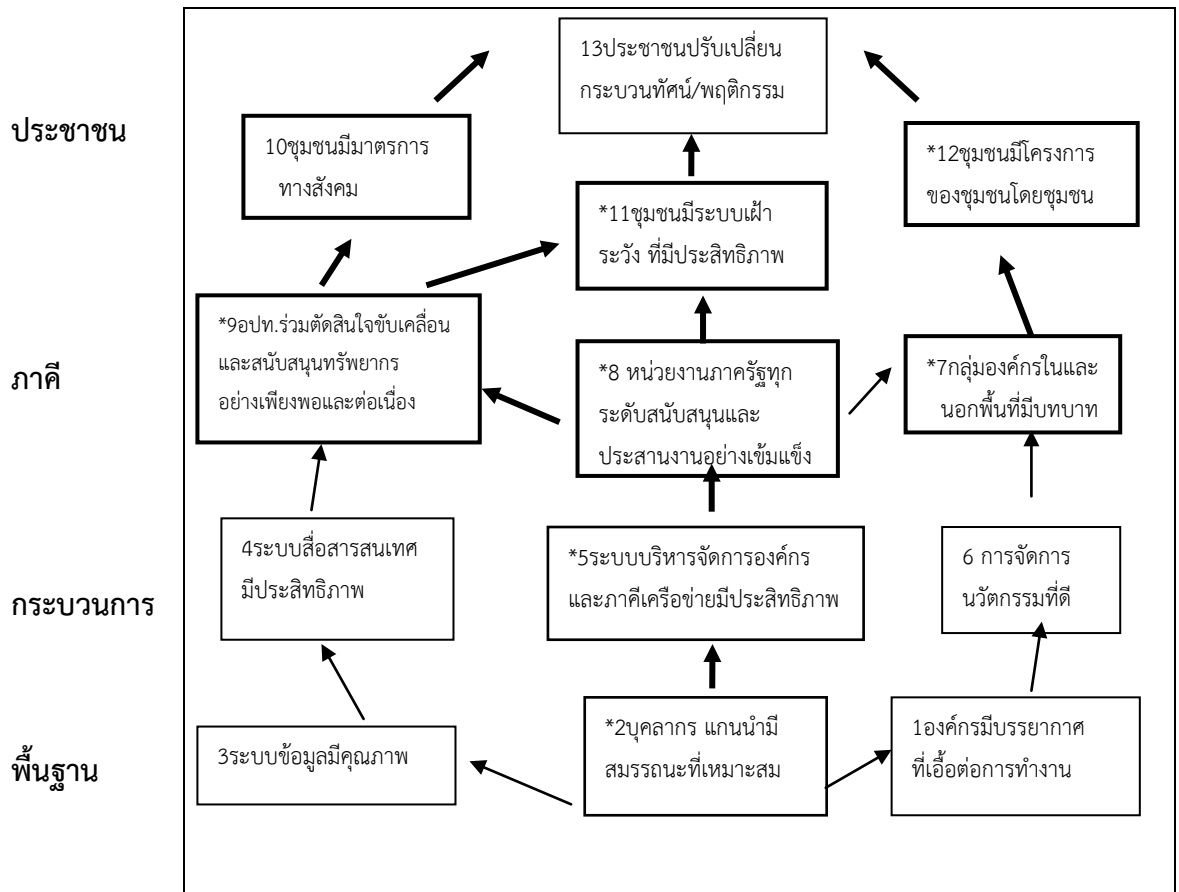 13ประชาชนปรับเปลี่ยน
กระบวนทัศน์/พฤติกรรม
ประชาชน
10ชุมชนมีมาตรการ
ทางสังคม
*12ชุมชนมีโครงการ
ของชุมชนโดยชุมชน
*11ชุมชนมีระบบเฝ้า
ระวัง ที่มีประสิทธิภาพ
ภาคี
*9อปท.ร่วมตัดสินใจขับเคลื่อน
และสนับสนุนทรัพยากร
อย่างเพียงพอและต่อเนื่อง
*8 หน่วยงานภาครัฐทุก
ระดับสนับสนุนและ
ประสานงานอย่างเข้มแข็ง
*7กลุ่มองค์กรในและ
นอกพื้นที่มีบทบาท
กระบวนการ
4ระบบสื่อสารสนเทศ
มีประสิทธิภาพ
*5ระบบบริหารจัดการองค์กร
และภาคีเครือข่ายมีประสิทธิภาพ
6 การจัดการ
นวัตกรรมที่ดี
พื้นฐาน
3ระบบข้อมูลมีคุณภาพ
*2บุคลากร แกนนำมี
สมรรถนะที่เหมาะสม
1องค์กรมีบรรยากาศ
ที่เอื้อต่อการทำงาน